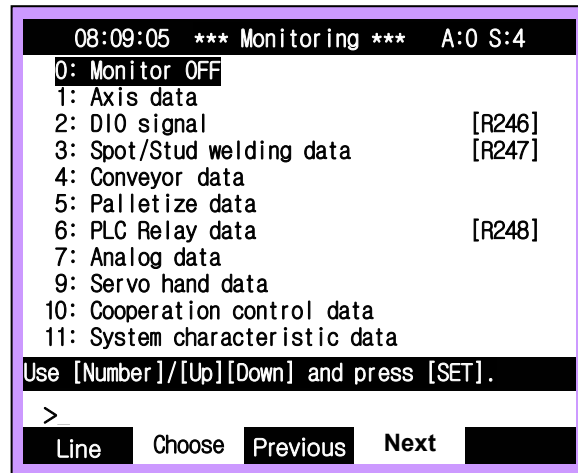 08:09:05 *** Monitoring *** A:0 S:4
0: Monitor OFF
1: Axis data
2: DIO signal [R246]
3: Spot/Stud welding data [R247]
4: Conveyor data
5: Palletize data
6: PLC Relay data [R248]
7: Analog data
9: Servo hand data
10: Cooperation control data
11: System characteristic data
Use [Number]/[Up][Down] and press [SET].
>_
Line Choose Previous Next